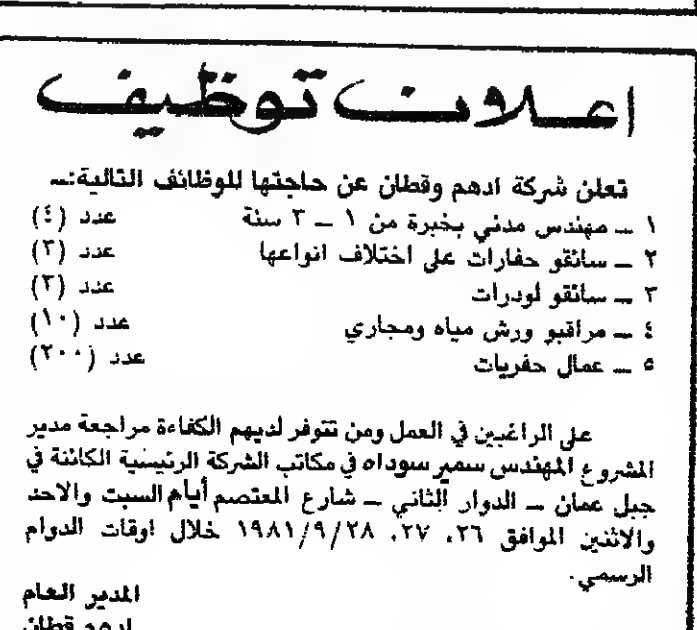 اعلان توظيف
تعلن شركة ادهم وقطان عن حاجتها للوظائف التالية:ـ
١ ـ مهندس مدني بخبرة من ١ ـ ٣ سنة عدد (٤)
٢ ـ سائقو حفارات على اختلاف انواعها عدد (٣)
٣ ـ سائقو لودرات عدد (٣)
٤ ـ مراقبو ورش مياه ومجاري عدد (١٠)
٥ ـ عمال حفريات عدد (٢٠٠)
على الراغبين في العمل ومن تتوفر لديهم الكفاءة مراجعة مدير
المشروع المهندس سمير سوداه في مكاتب الشركة الرئيسية الكائنة في
جبل عمان ـ الدوار الثاني ـ شارع المعتصم أيام السبت والاحد
والاثنين الموافق ٢٦، ٢٧، ١٩٨١/٩/٢٨ خلال اوقات الدوام
الرسمي.
المدير العام
ادهم قطان